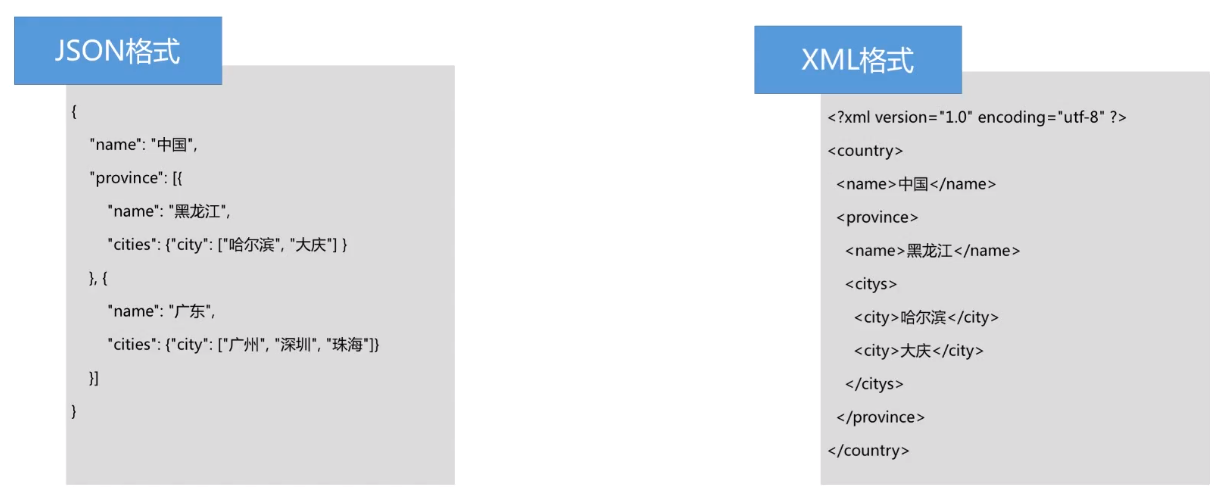 JSON格式
{
"name": "中国",
"province": [{
"name": "黑龙江",
"cities": {"city": ["哈尔滨", "大庆"] }
}, {
"name": "广东",
"cities": {"city": ["广州", "深圳", "珠海"]}
}]
}
XML格式
<?xml version="1.0" encoding="utf-8" ?>
<country>
<name>中国</name>
<province>
<name>黑龙江</name>
<citys>
<city>哈尔滨</city>
<city>大庆</city>
</citys>
</province>
</country>